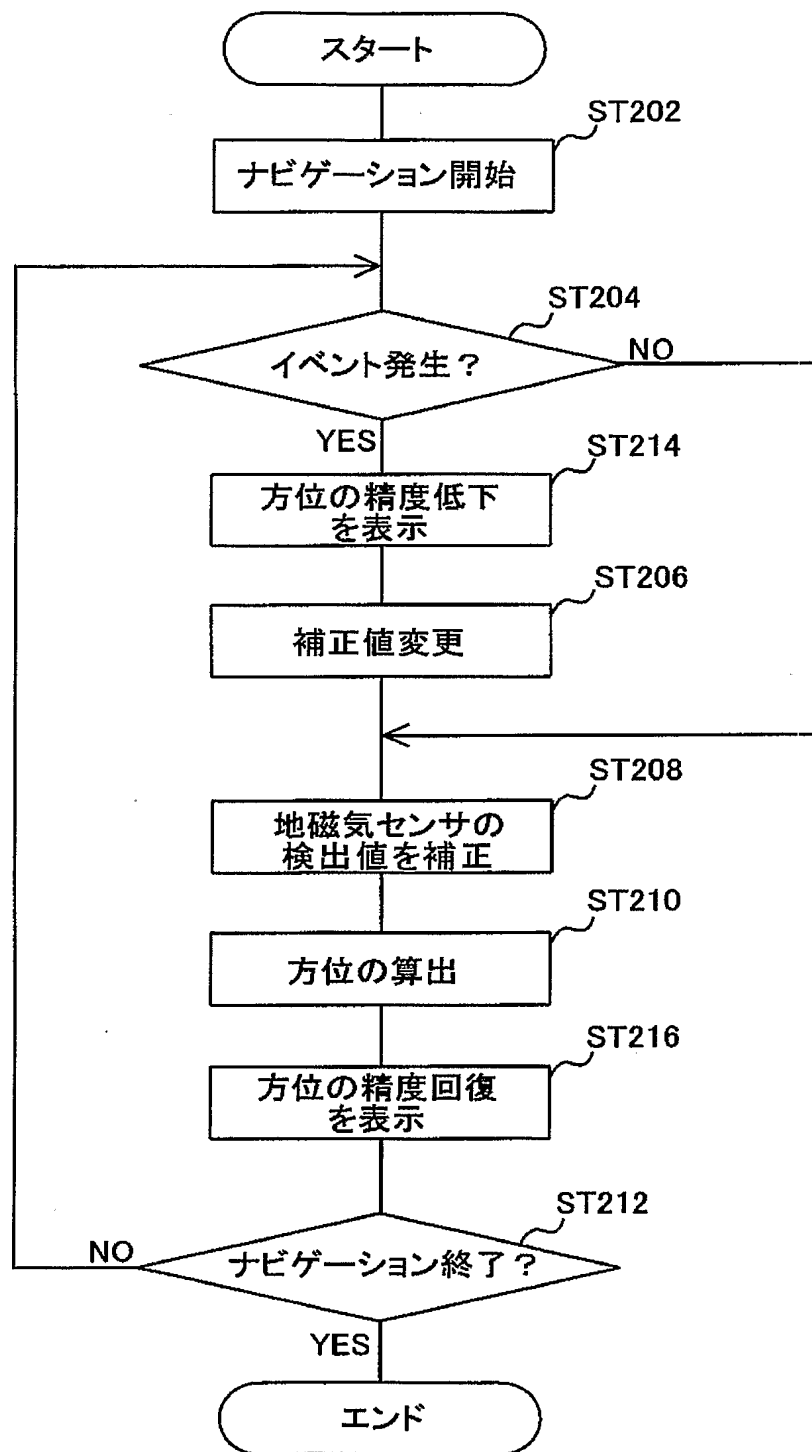 スタート
ST202
ナビゲーション開始
ST204
イベント発生？
NO
YES
ST214
方位の精度低下
を表示
ST206
補正値変更
ST208
地磁気センサの
検出値を補正
ST210
方位の算出
ST216
方位の精度回復
を表示
ST212
NO
ナビゲーション終了？
YES
エンド